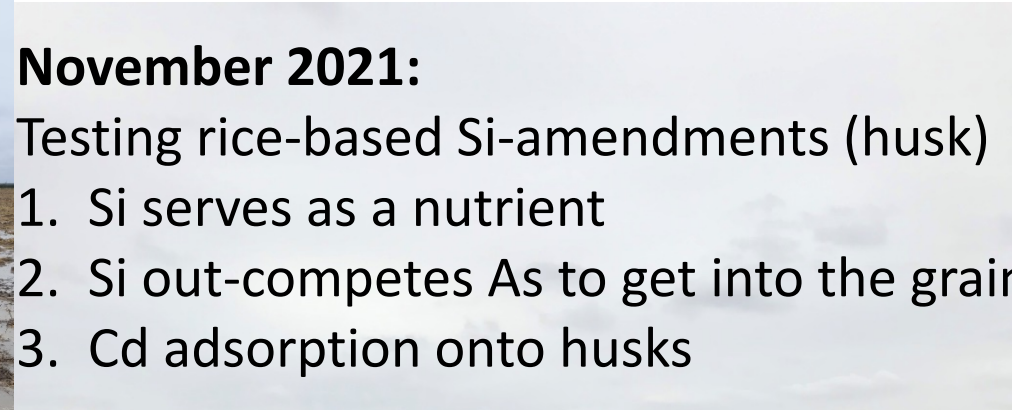 November 2021:
Testing rice-based Si-amendments (husk)
1. Si serves as a nutrient
2. Si out-competes As to get into the grain
3. Cd adsorption onto husks